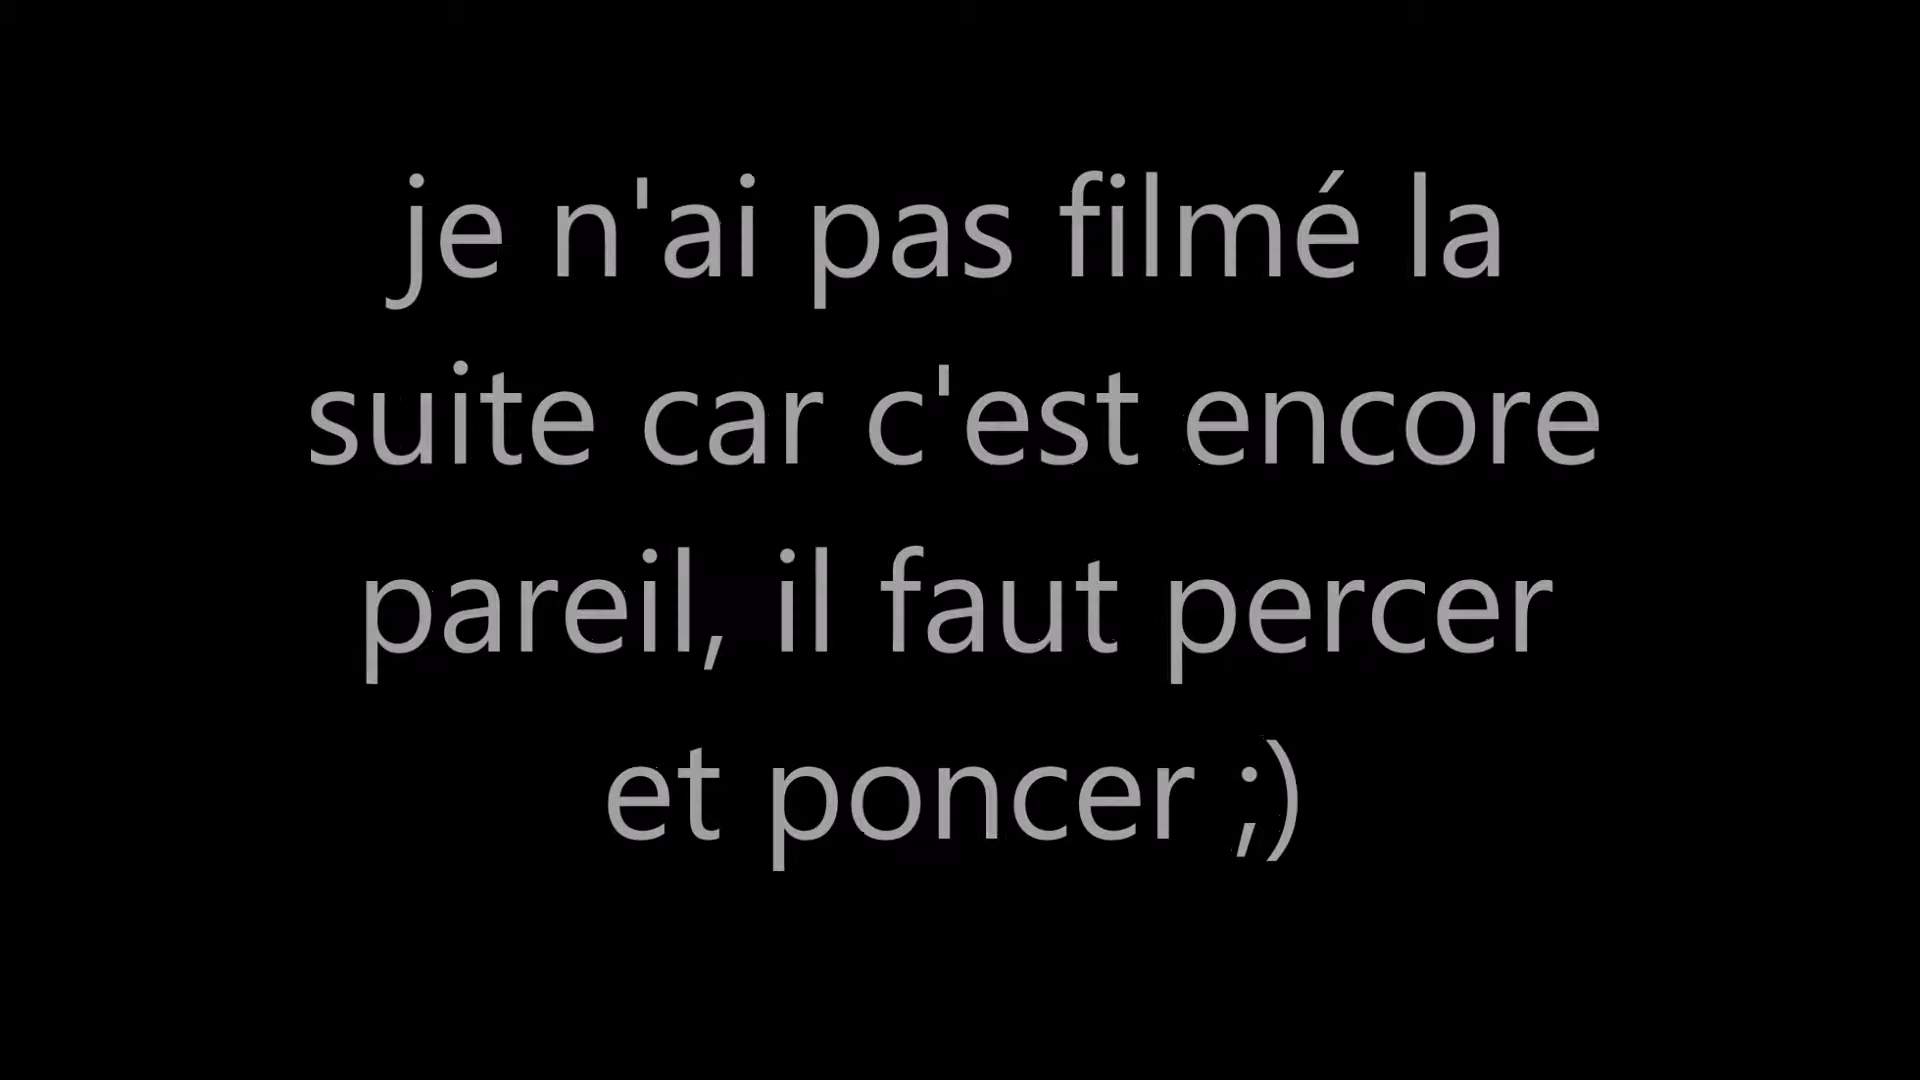 je n'ai pas filmé la
suite car c'est encore
pareil, il faut percer
et poncer ;)